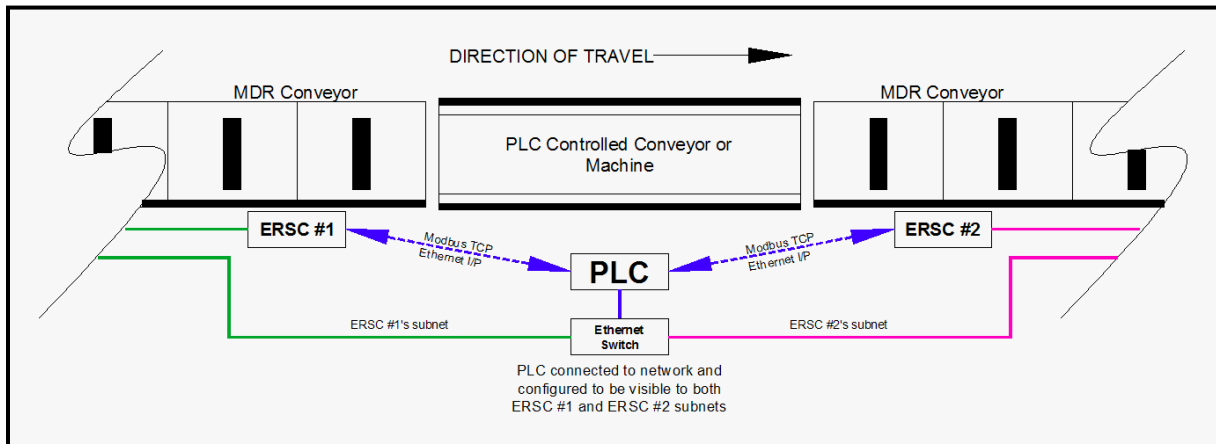 DIRECTION OF TRAVEL
MDR Conveyor
MDR Conveyor
PLC Controlled Conveyor or
Machine
ERSC #1
ERSC #2
Modbus TCP
Ethernet I/P
Modbus TCP
Ethernet I/P
PLC
ERSC #1's subnet
Ethernet
Switch
ERSC #2's subnet
PLC connected to network and
configured to be visible to both
ERSC #1 and ERSC #2 subnets